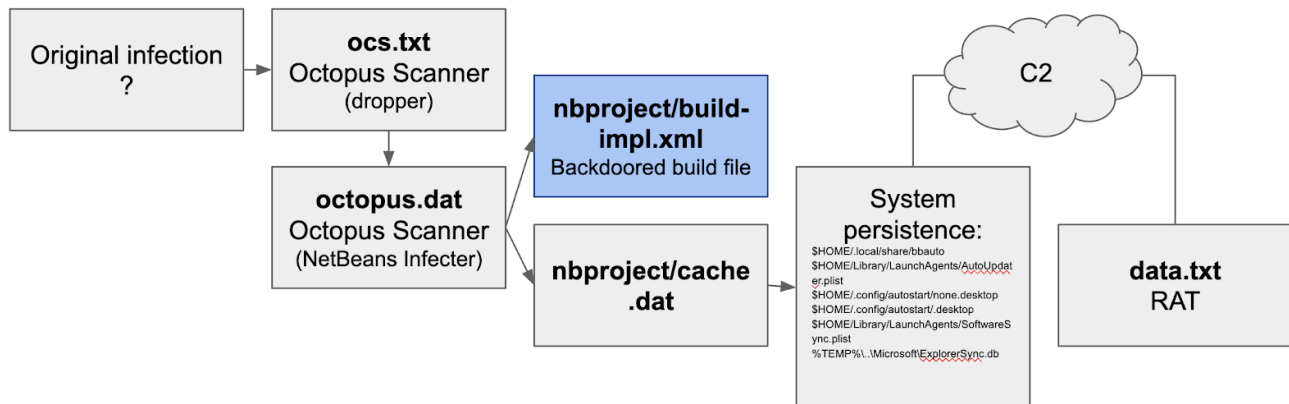 Original infection
?
ocs.txt
Octopus Scanner
(dropper)
octopus.dat
Octopus Scanner
(NetBeans Infecter)
nbproject/build-
impl.xml
Backdoored build file
nbproject/cache
.dat
System
persistence:
$HOME/.local/share/bbauto
$HOME/Library/LaunchAgents/AutoUpdat
er.plist
$HOME/.config/autostart/none.desktop
$HOME/.config/autostart/.desktop
$HOME/Library/LaunchAgents/SoftwareS
ync.plist
%TEMP%\..\Microsoft\ExplorerSync.db
C2
data.txt
RAT